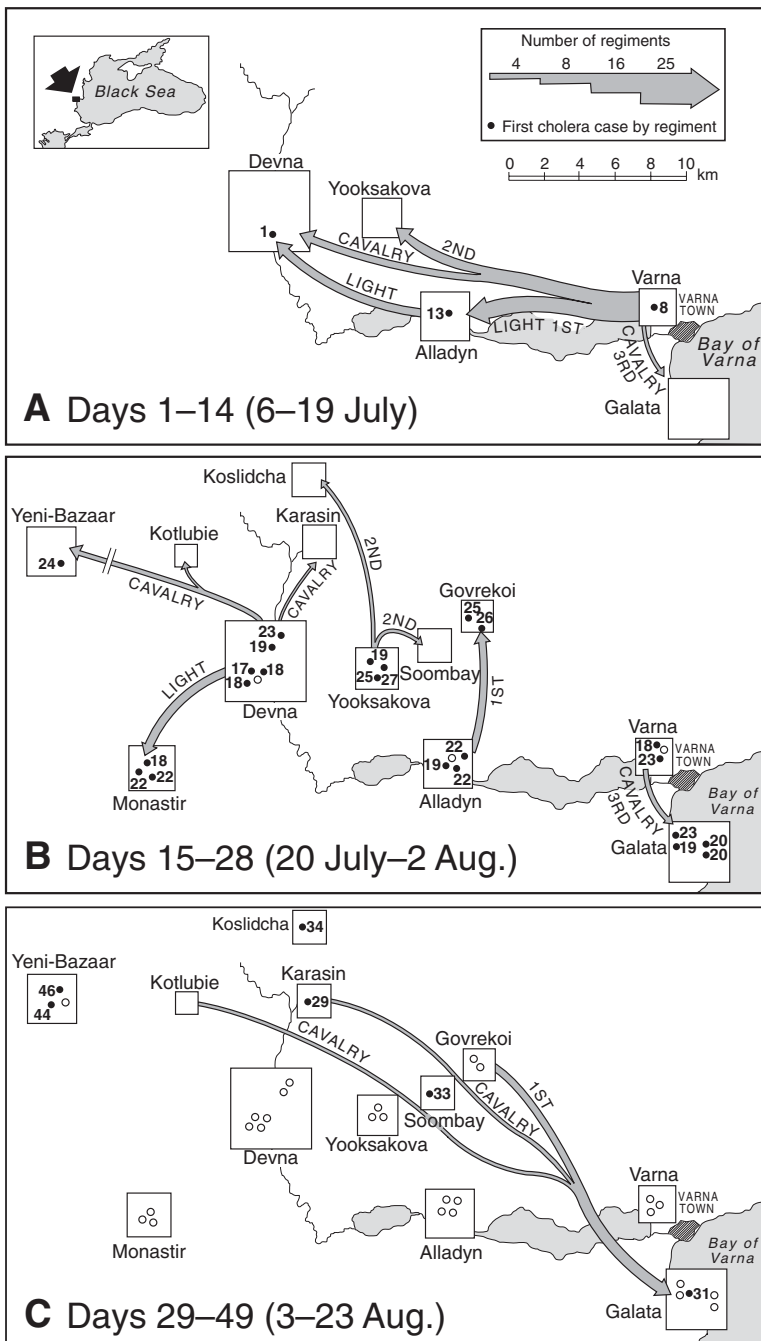 Black Sea
Number of regiments
4 8 16 25
First cholera case by regiment
0 2 4 6 8 10
km
Devna
1
Yooksakova
CAVALRY
2ND
LIGHT
13
Alladyn
LIGHT 1ST
Varna
8
VARNA
TOWN
CAVALRY
3RD
Bay of
Varna
Galata
A Days 1–14 (6–19 July)
Koslidcha
Yeni-Bazaar
24
Kotlubie
Karasin
CAVALRY
CAVALRY
2ND
Govrekoi
25
26
23
19
17
18
18
Devna
2ND
19
25
27
Soombay
Yooksakova
1ST
LIGHT
18
22
22
Monastir
22
19
22
Alladyn
Varna
18
23
VARNA
TOWN
CAVALRY
3RD
Bay of
Varna
Galata
23
19
20
20
B Days 15–28 (20 July–2 Aug.)
Koslidcha
34
Yeni-Bazaar
46
44
Kotlubie
Karasin
29
CAVALRY
Govrekoi
1ST
CAVALRY
33
Soombay
Yooksakova
Devna
Monastir
Alladyn
Varna
VARNA
TOWN
Bay of
Varna
31
Galata
C Days 29–49 (3–23 Aug.)